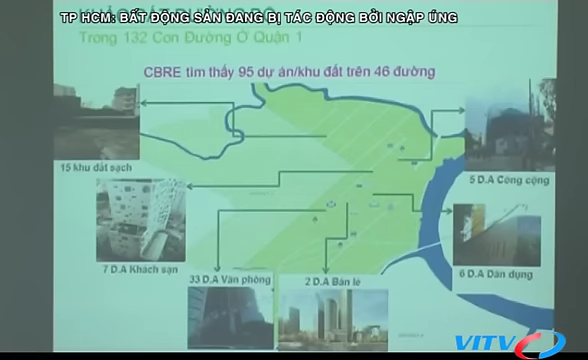 TP HCM: BẤT ĐỘNG SẢN ĐANG BỊ TÁC ĐỘNG BỞI NGẬP ÚNG
Trong 132 Con Đường Ở Quận 1
CBRE tìm thấy 95 dự án/khu đất trên 46 đường
15 khu đất sạch
5 D.A Công cộng
7 D.A Khách sạn
33 D.A Văn phòng
2 D.A Bán lẻ
6 D.A Dân dụng
VITV